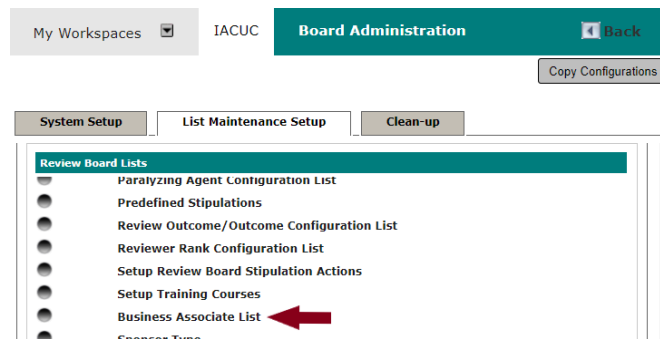 My Workspaces IACUC Board Administration Back
Copy Configurations
System Setup List Maintenance Setup Clean-up
Review Board Lists
Paralyzing Agent Configuration List
Predefined Stipulations
Review Outcome/Outcome Configuration List
Reviewer Rank Configuration List
Setup Review Board Stipulation Actions
Setup Training Courses
Business Associate List
Sponsor Type